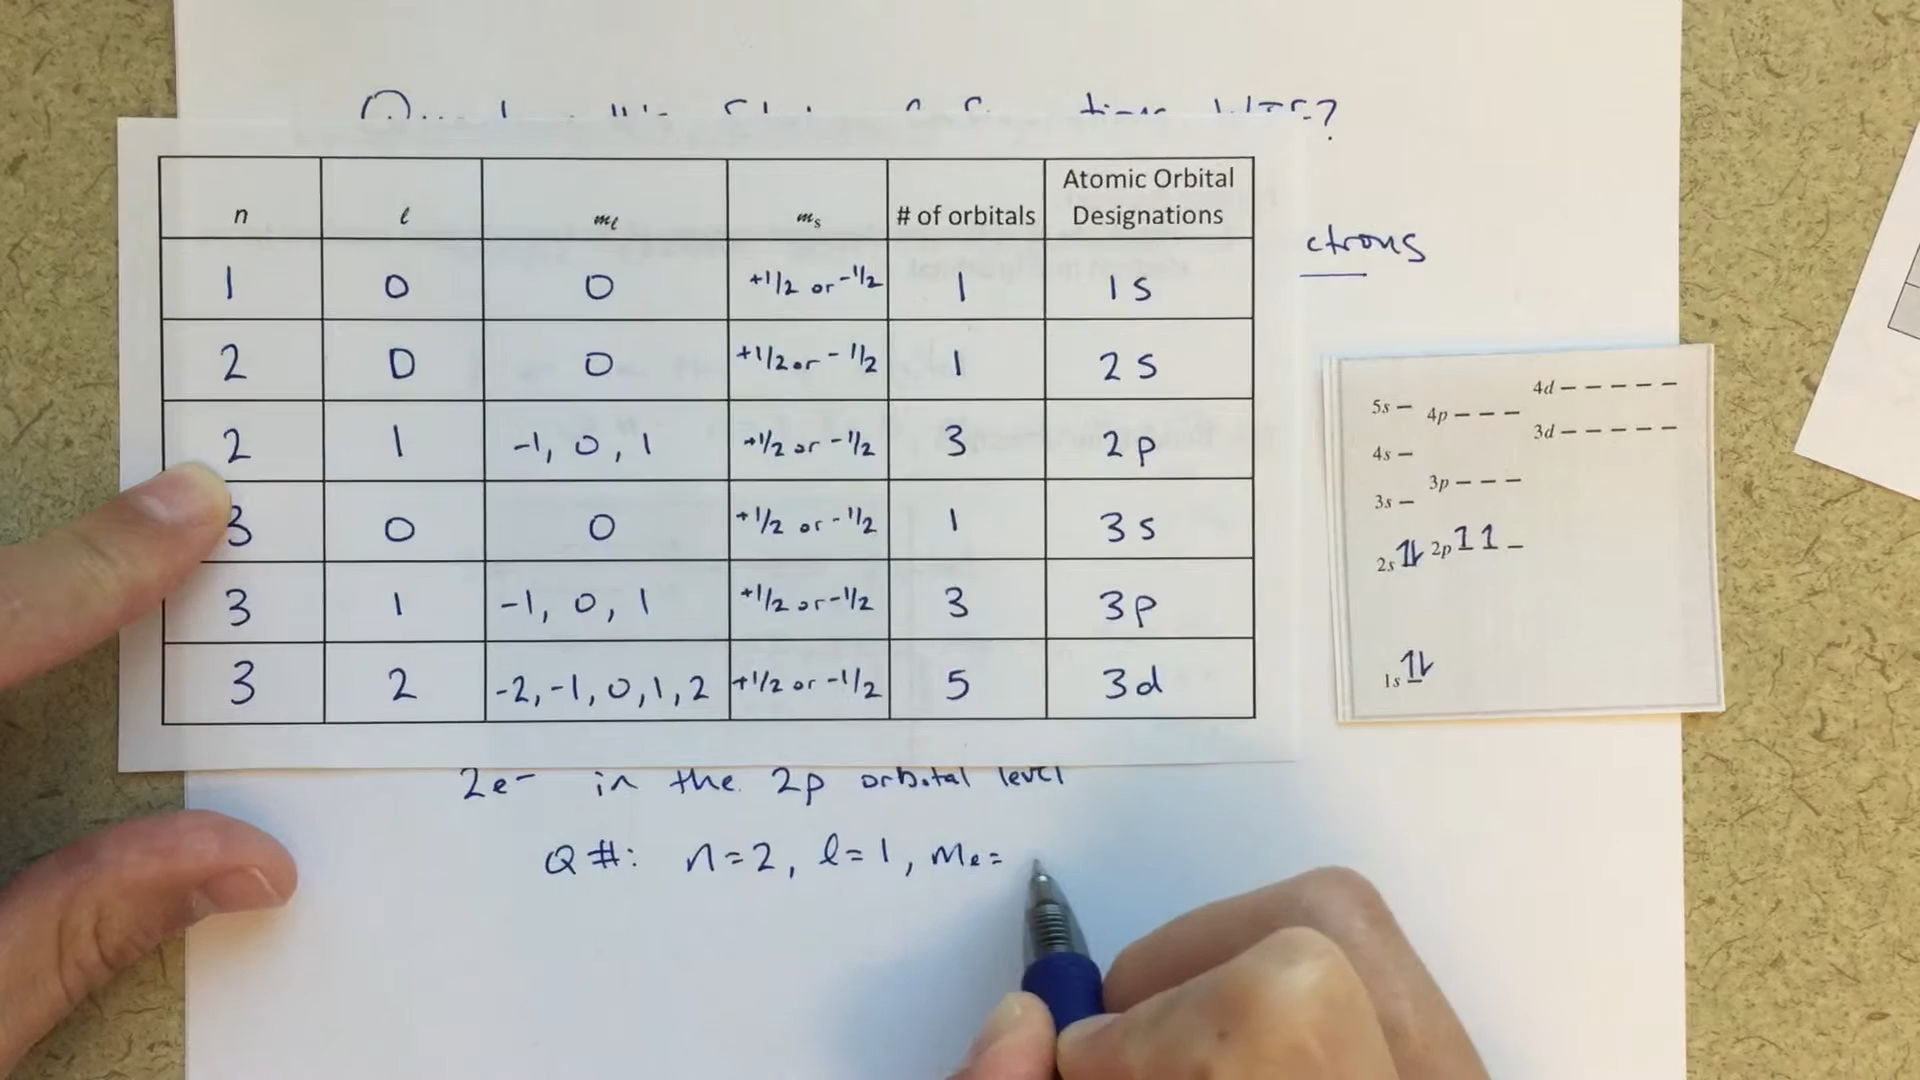 n ℓ mℓ ms # of orbitals Atomic Orbital Designations
1 0 0 +1/2 or -1/2 1 1s
2 0 0 +1/2 or -1/2 1 2s
2 1 -1, 0, 1 +1/2 or -1/2 3 2p
3 0 0 +1/2 or -1/2 1 3s
3 1 -1, 0, 1 +1/2 or -1/2 3 3p
3 2 -2, -1, 0, 1, 2 +1/2 or -1/2 5 3d
ctrons
4d – – – – –
5s – 4p – – –
3d – – – – –
4s –
3p – – –
3s –
2s ↿⇂ 2p 1 1 –
1s ↿⇂
2e- in the 2p orbital level
Q #: n=2, l=1, mℓ=